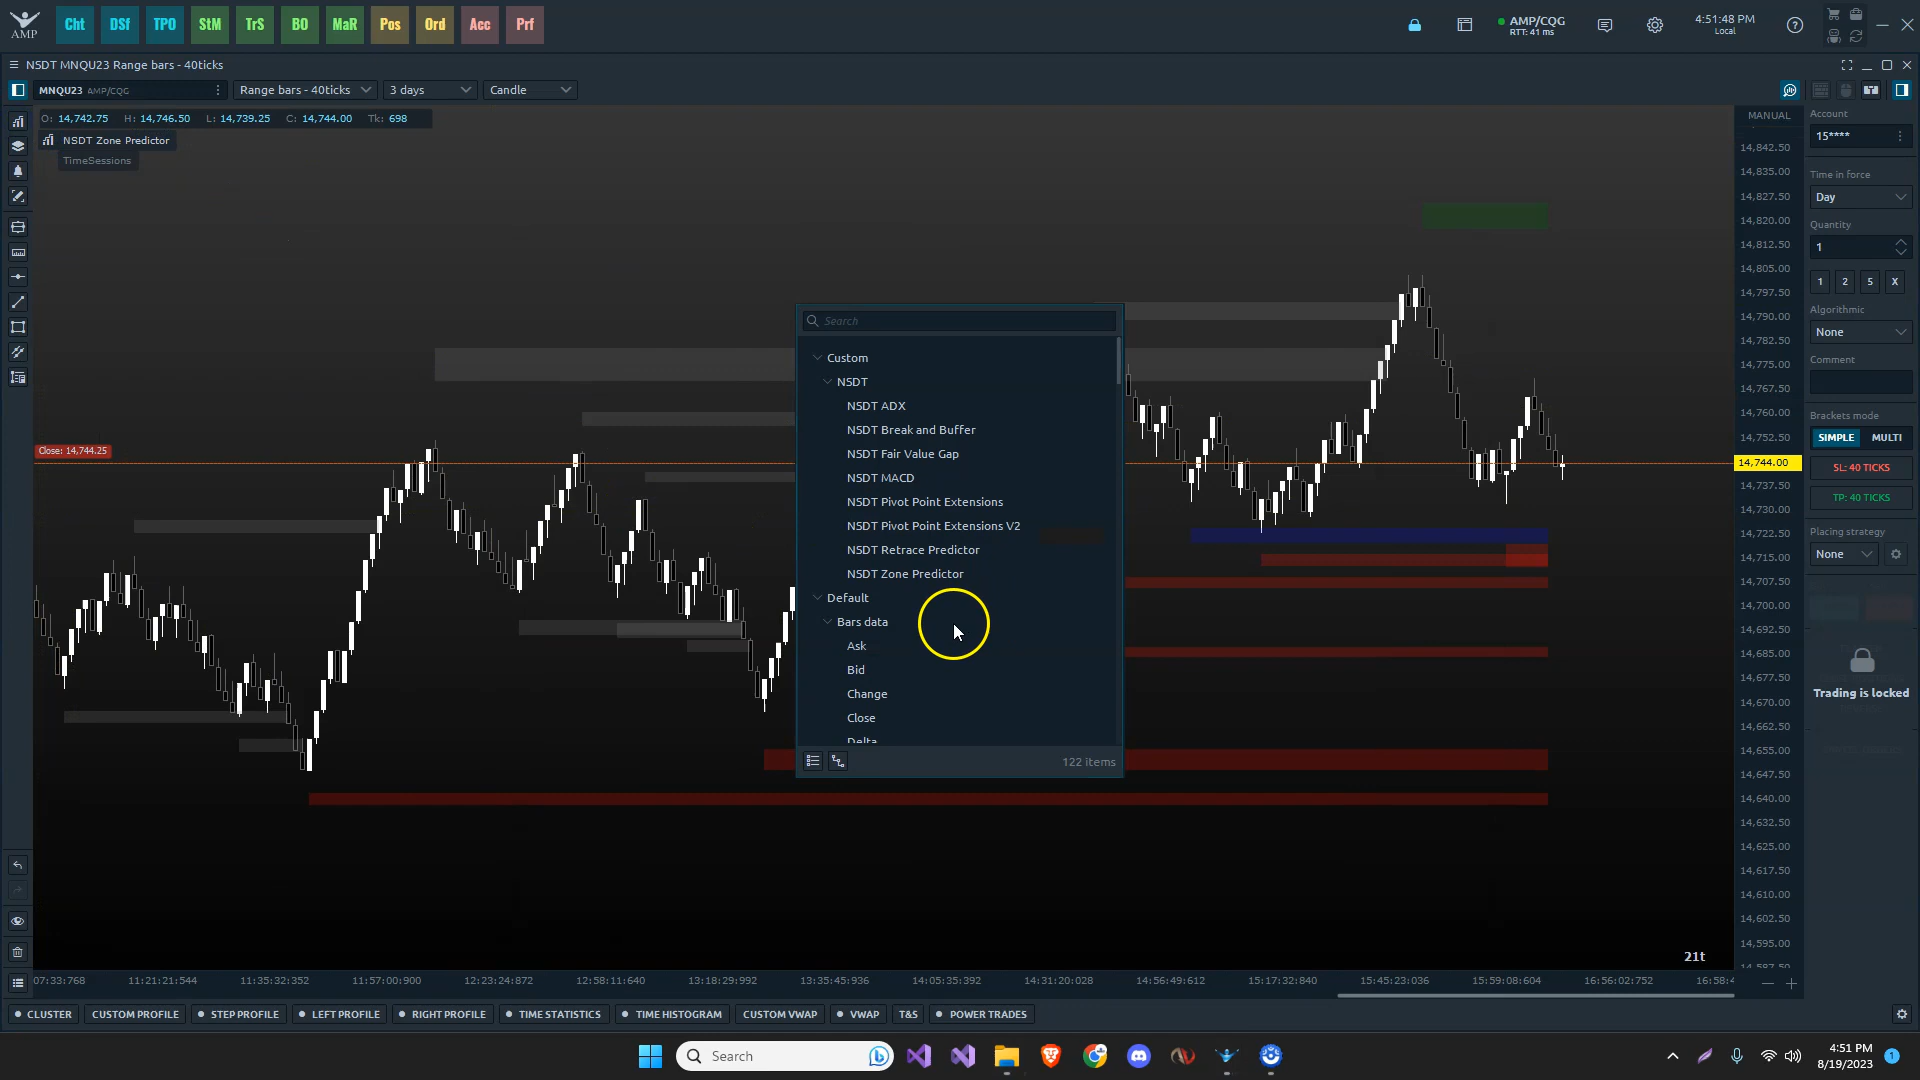 AMP
Cht
DSf
TPO
StM
TrS
BO
MaR
Pos
Ord
Acc
Prf
AMP/CQG
RTT: 41 ms
4:51:48 PM
Local
NSDT MNQU23 Range bars - 40ticks
MNQU23 AMP/CQG
Range bars - 40ticks
3 days
Candle
O: 14,742.75 H: 14,746.50 L: 14,739.25 C: 14,744.00 Tk: 698
NSDT Zone Predictor
TimeSessions
Close: 14,744.25
Search
Custom
NSDT
NSDT ADX
NSDT Break and Buffer
NSDT Fair Value Gap
NSDT MACD
NSDT Pivot Point Extensions
NSDT Pivot Point Extensions V2
NSDT Retrace Predictor
NSDT Zone Predictor
Default
Bars data
Ask
Bid
Change
Close
Delta
122 items
MANUAL
14,842.50
14,835.00
14,827.50
14,820.00
14,812.50
14,805.00
14,797.50
14,790.00
14,782.50
14,775.00
14,767.50
14,760.00
14,752.50
14,744.00
14,737.50
14,730.00
14,722.50
14,715.00
14,707.50
14,700.00
14,692.50
14,685.00
14,677.50
14,670.00
14,662.50
14,655.00
14,647.50
14,640.00
14,632.50
14,625.00
14,617.50
14,610.00
14,602.50
14,595.00
14,587.50
Account
15****
Time in force
Day
Quantity
1
1
2
5
X
Algorithmic
None
Comment
Brackets mode
SIMPLE
MULTI
SL: 40 TICKS
TP: 40 TICKS
Placing strategy
None
Trading is locked
21t
07:33:768
11:21:21:544
11:35:32:352
11:57:00:900
12:23:24:872
12:58:11:640
13:18:29:992
13:35:45:936
14:05:35:392
14:31:20:028
14:56:49:612
15:17:32:840
15:45:23:036
15:59:08:604
16:56:02:752
16:58:4
CLUSTER
CUSTOM PROFILE
STEP PROFILE
LEFT PROFILE
RIGHT PROFILE
TIME STATISTICS
TIME HISTOGRAM
CUSTOM VWAP
VWAP
T&S
POWER TRADES
Search
4:51 PM
8/19/2023
1